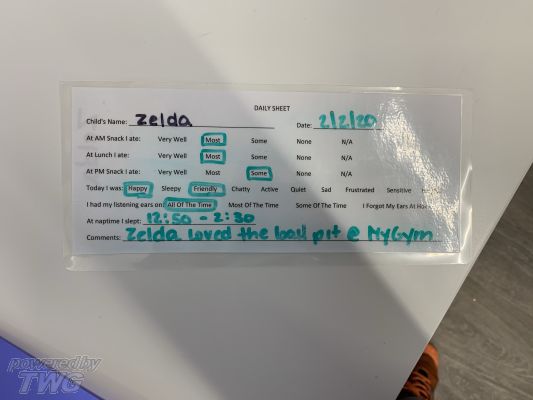 DAILY SHEET
Child's Name: Zelda Date: 2/2/20
At AM Snack I ate: Very Well Most Some None N/A
At Lunch I ate: Very Well Most Some None N/A
At PM Snack I ate: Very Well Most Some None N/A
Today I was: Happy Sleepy Friendly Chatty Active Quiet Sad Frustrated Sensitive
I had my listening ears on: All Of The Time Most Of The Time Some Of The Time I Forgot My Ears At
At naptime I slept: 12:50 - 2:30
Comments: Zelda Loved the ball pit @ MyGym
powered by
TWG